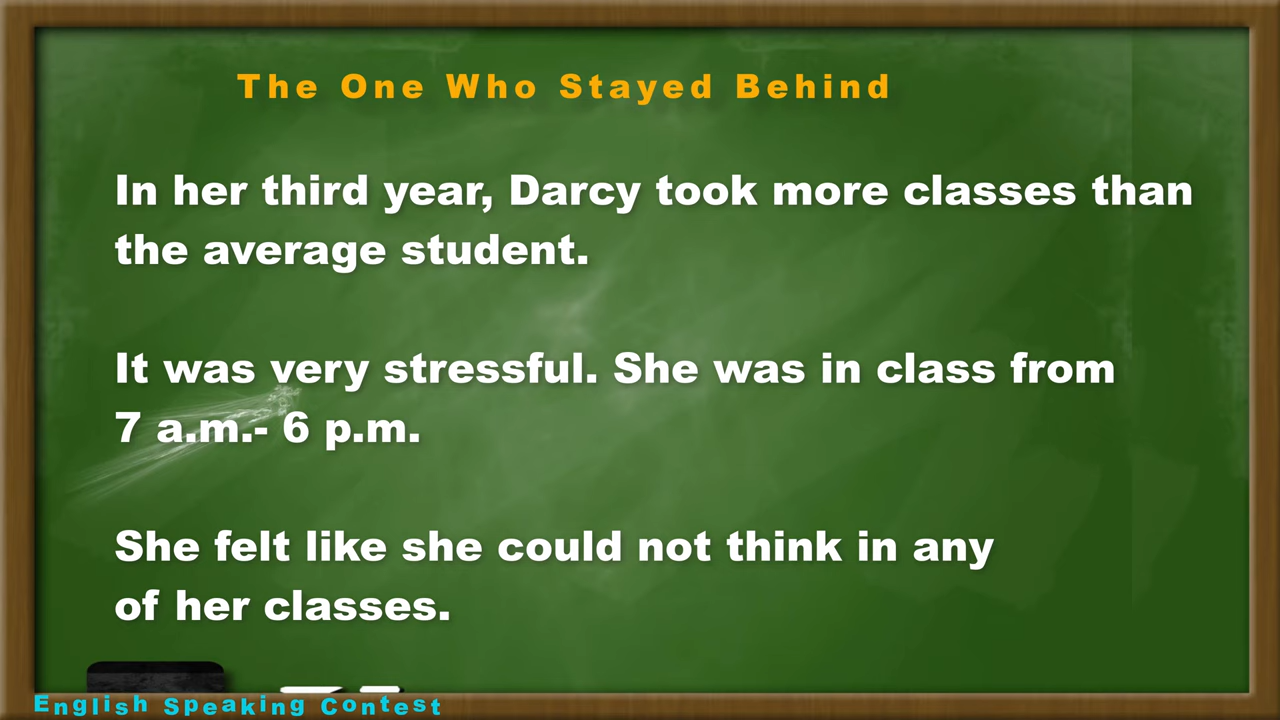 The One Who Stayed Behind
In her third year, Darcy took more classes than
the average student.
It was very stressful. She was in class from
7 a.m.- 6 p.m.
She felt like she could not think in any
of her classes.
English Speaking Contest